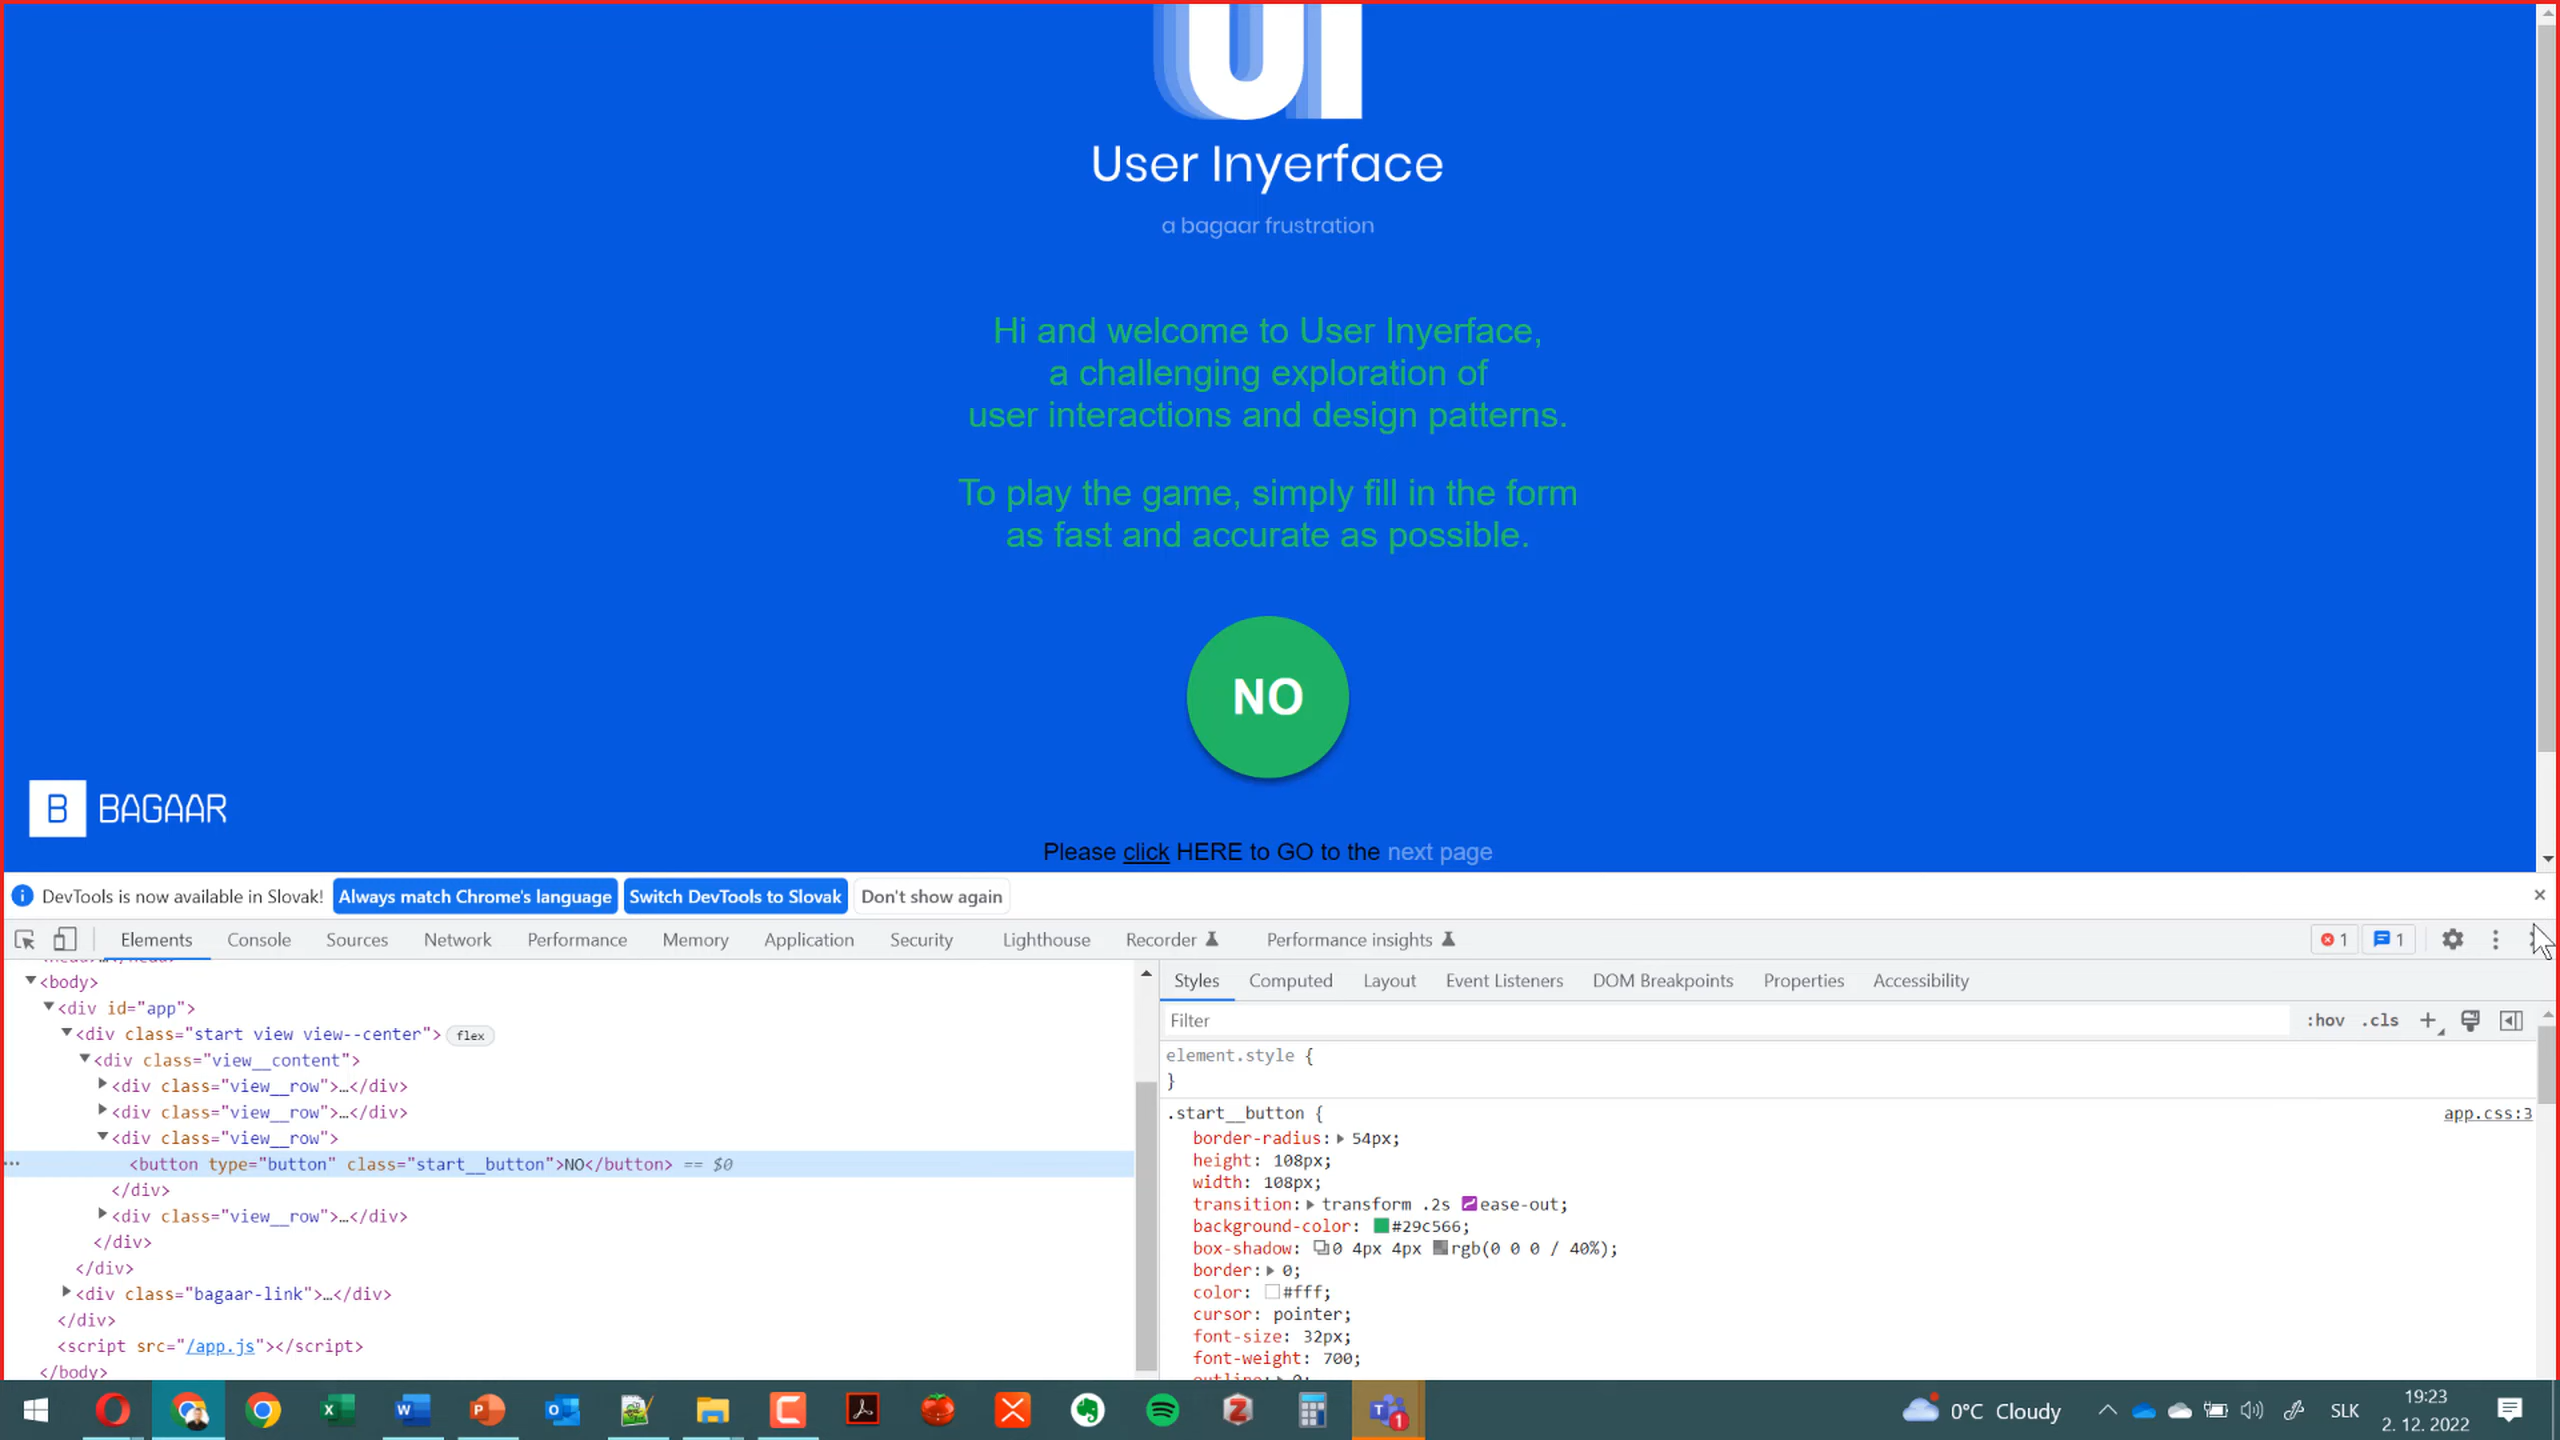 UI
User Inyerface
a bagaar frustration
Hi and welcome to User Inyerface,
a challenging exploration of
user interactions and design patterns.
To play the game, simply fill in the form
as fast and accurate as possible.
NO
B BAGAAR
Please click HERE to GO to the next page
DevTools is now available in Slovak! Always match Chrome's language Switch DevTools to Slovak Don't show again
Elements Console Sources Network Performance Memory Application Security Lighthouse Recorder Performance insights 1 1
<body>
<div id="app">
<div class="start view view--center"> flex
<div class="view__content">
<div class="view__row">…</div>
<div class="view__row">…</div>
<div class="view__row">
<button type="button" class="start__button">NO</button> == $0
</div>
<div class="view__row">…</div>
</div>
</div>
<div class="bagaar-link">…</div>
</div>
<script src="/app.js"></script>
</body>
Styles Computed Layout Event Listeners DOM Breakpoints Properties Accessibility
Filter :hov .cls
element.style {
}
.start__button { app.css:3
border-radius: 54px;
height: 108px;
width: 108px;
transition: transform .2s ease-out;
background-color: #29c566;
box-shadow: 0 4px 4px rgb(0 0 0 / 40%);
border: 0;
color: #fff;
cursor: pointer;
font-size: 32px;
font-weight: 700;
0°C Cloudy SLK 19:23
2. 12. 2022